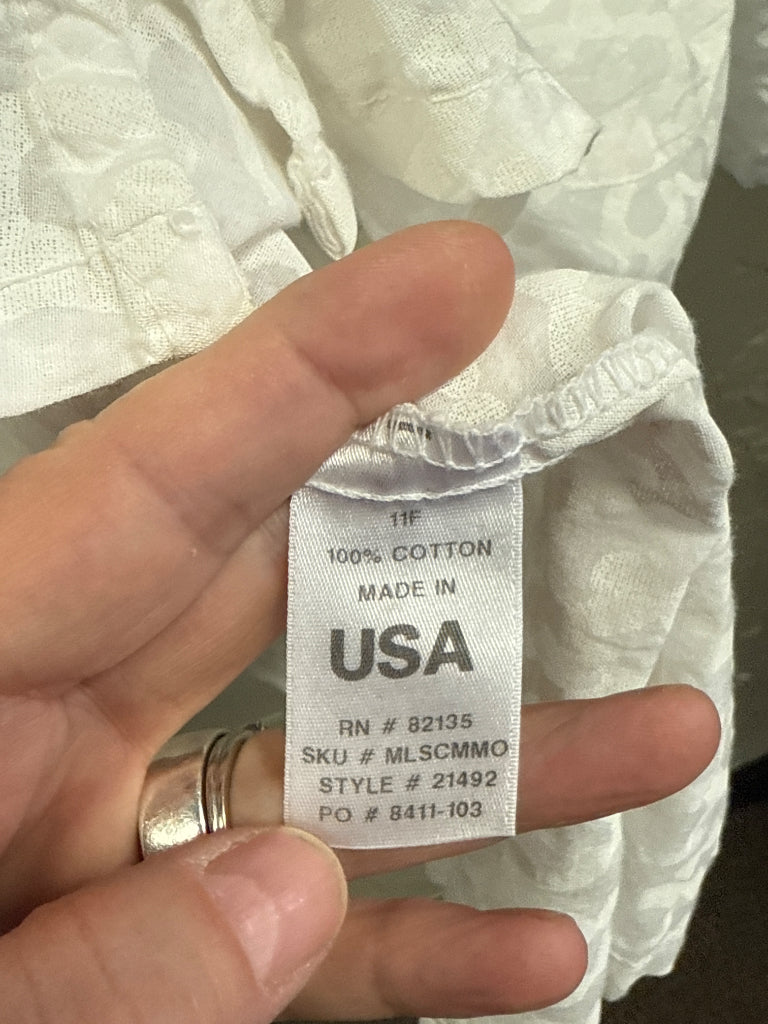 11F
100% COTTON
MADE IN
USA
RN # 82135
SKU # MLSCMMO
STYLE # 21492
PO # 8411-103